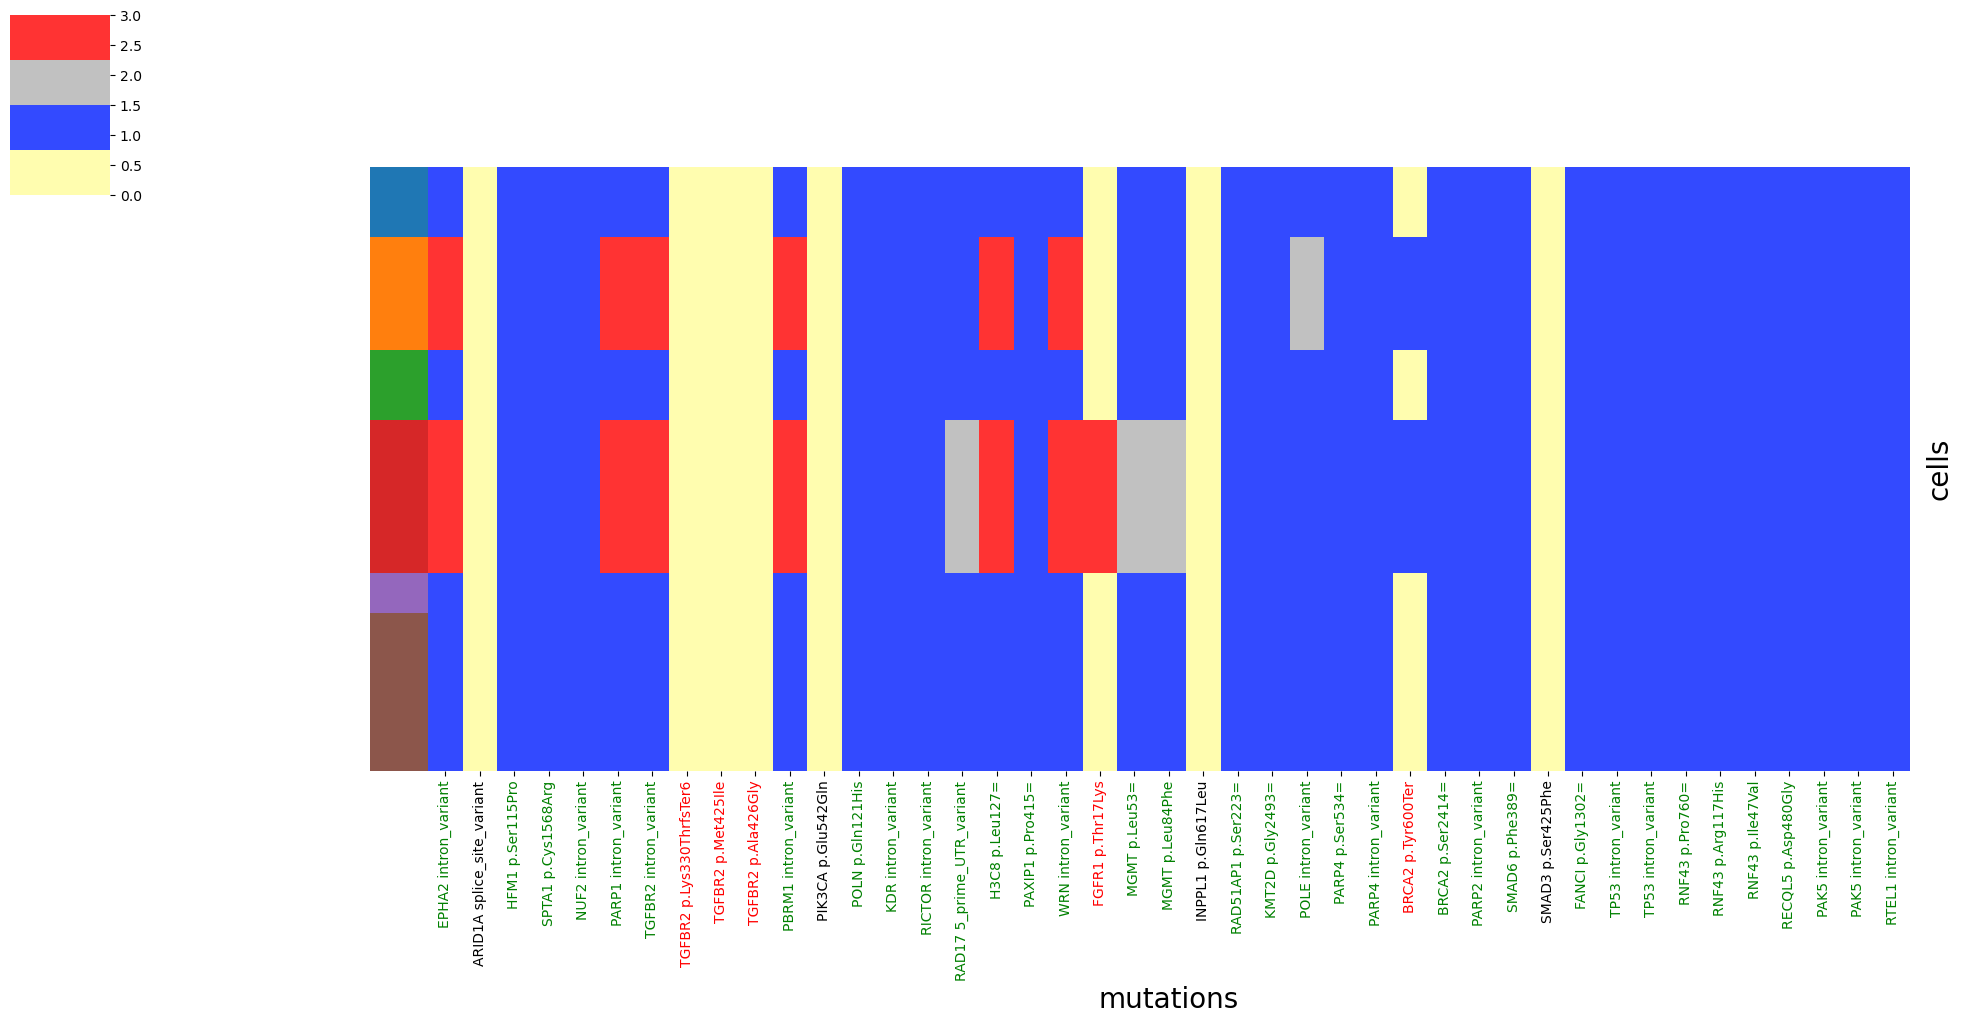 3.0
2.5
2.0
1.5
1.0
0.5
0.0
cells
EPHA2 intron_variant
ARID1A splice_site_variant
HFM1 p.Ser115Pro
SPTA1 p.Cys1568Arg
NUF2 intron_variant
PARP1 intron_variant
TGFBR2 intron_variant
TGFBR2 p.Lys330ThrfsTer6
TGFBR2 p.Met425Ile
TGFBR2 p.Ala426Gly
PBRM1 intron_variant
PIK3CA p.Glu542Gln
POLN p.Gln121His
KDR intron_variant
RICTOR intron_variant
RAD17 5_prime_UTR_variant
H3C8 p.Leu127=
PAXIP1 p.Pro415=
WRN intron_variant
FGFR1 p.Thr17Lys
MGMT p.Leu53=
MGMT p.Leu84Phe
INPPL1 p.Gln617Leu
RAD51AP1 p.Ser223=
KMT2D p.Gly2493=
POLE intron_variant
PARP4 p.Ser534=
PARP4 intron_variant
BRCA2 p.Tyr600Ter
BRCA2 p.Ser2414=
PARP2 intron_variant
SMAD6 p.Phe389=
SMAD3 p.Ser425Phe
FANCI p.Gly1302=
TP53 intron_variant
TP53 intron_variant
RNF43 p.Pro760=
RNF43 p.Arg117His
RNF43 p.Ile47Val
RECQL5 p.Asp480Gly
PAK5 intron_variant
PAK5 intron_variant
RTEL1 intron_variant
mutations